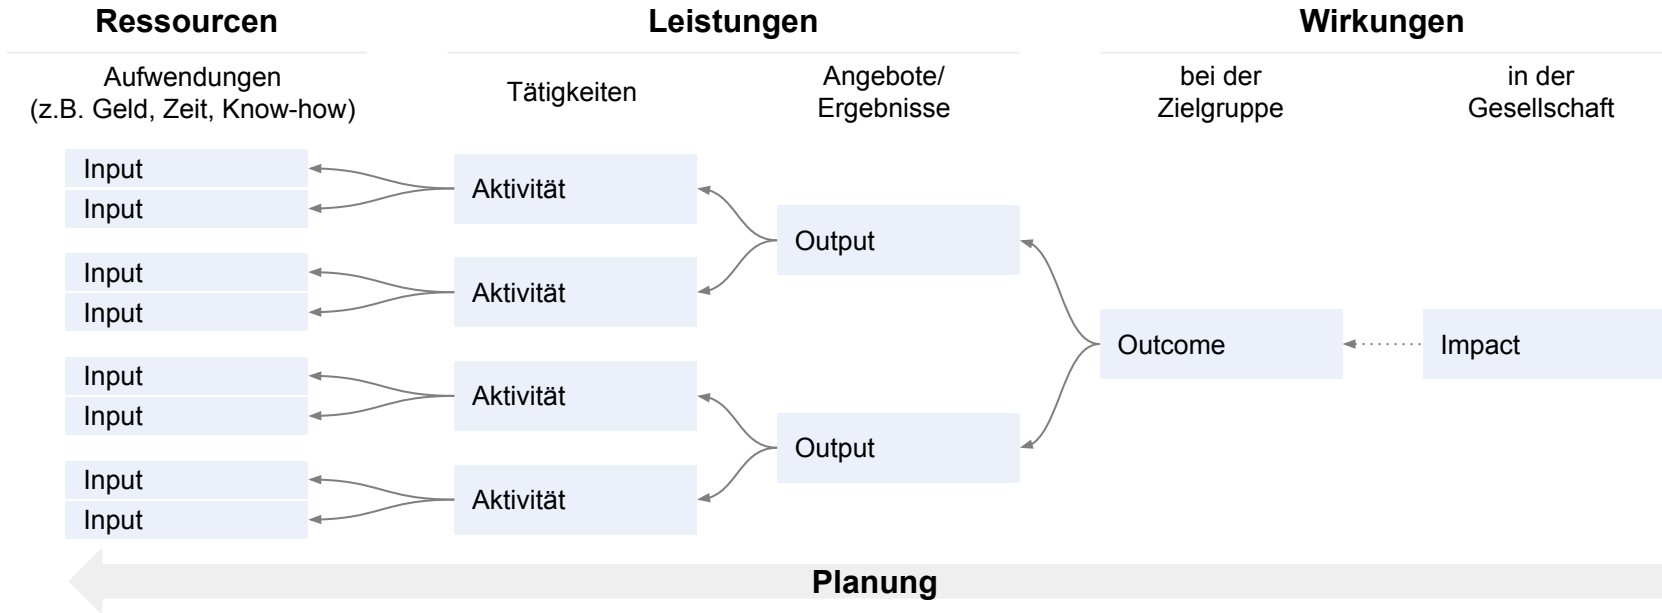 Ressourcen
Leistungen
Wirkungen
Aufwendungen
(z.B. Geld, Zeit, Know-how)
Tätigkeiten
Angebote/
Ergebnisse
bei der
Zielgruppe
in der
Gesellschaft
Input
Input
Input
Input
Input
Input
Input
Input
Aktivität
Aktivität
Aktivität
Aktivität
Output
Output
Outcome
Impact
Planung